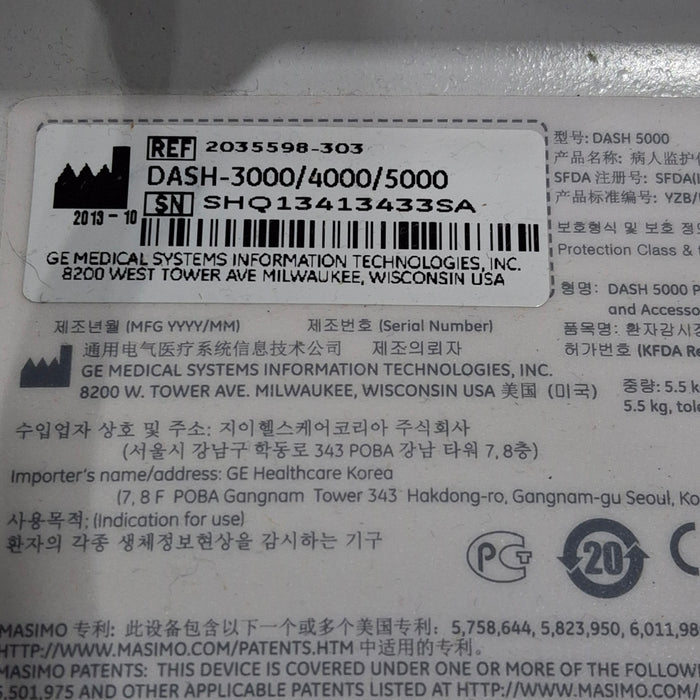 REF 2035598-303
DASH-3000/4000/5000
SN SHQ13413433SA
2013-10
GE MEDICAL SYSTEMS INFORMATION TECHNOLOGIES, INC.
8200 WEST TOWER AVE MILWAUKEE, WISCONSIN USA
型号: DASH 5000
产品名称: 病人监护
SFDA 注册号: SFDA(I
产品标准编号: YZB/
보호형식 및 보호 정
Protection Class &
형명: DASH 5000 P
and Accesso
품목명: 환자감시장
허가번호 (KFDA Re
중량: 5.5 k
5.5 kg, tole
제조년월 (MFG YYYY/MM) 제조번호 (Serial Number)
通用电气医疗系统信息技术公司 제조의뢰자
GE MEDICAL SYSTEMS INFORMATION TECHNOLOGIES, INC.
8200 W. TOWER AVE. MILWAUKEE, WISCONSIN USA 美国 (미국)
수입업자 상호 및 주소: 지이헬스케어코리아 주식회사
(서울시 강남구 학동로 343 POBA 강남 타워 7, 8층)
Importer's name/address: GE Healthcare Korea
(7, 8 F POBA Gangnam Tower 343 Hakdong-ro, Gangnam-gu Seoul, Ko
사용목적: (Indication for use)
환자의 각종 생체정보현상을 감시하는 기구
20
MASIMO 专利: 此设备包含以下一个或多个美国专利: 5,758,644, 5,823,950, 6,011,98
HTTP://WWW.MASIMO.COM/PATENTS.HTM 中适用的专利。
MASIMO PATENTS: THIS DEVICE IS COVERED UNDER ONE OR MORE OF THE FOLLOWI
5,501,975 AND OTHER APPLICABLE PATENTS LISTED AT HTTP://WWW.MASIMO.CO